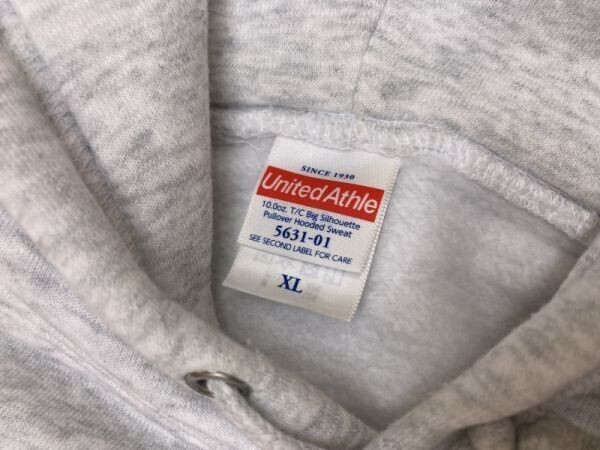 SINCE 1930
United Athle
10.0oz. T/C Big Silhouette
Pullover Hooded Sweat
5631-01
SEE SECOND LABEL FOR CARE
XL